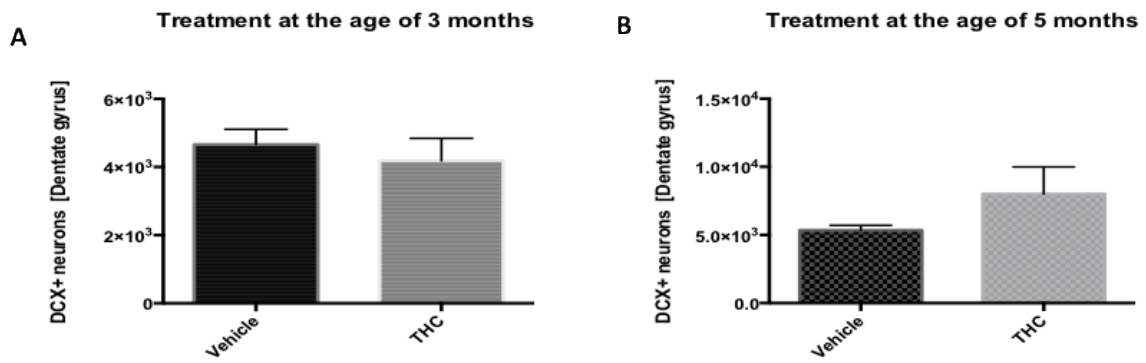 A
Treatment at the age of 3 months
DCX+ neurons [Dentate gyrus]
6×10³
4×10³
2×10³
0
Vehicle
THC
B
Treatment at the age of 5 months
DCX+ neurons [Dentate gyrus]
1.5×10⁴
1.0×10⁴
5.0×10³
0.0
Vehicle
THC